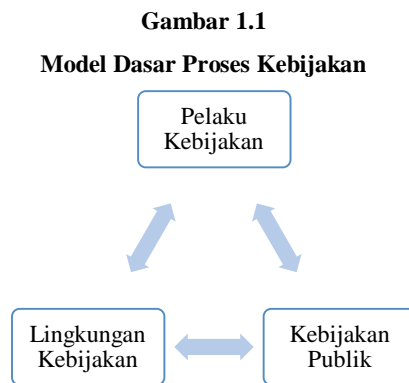 Gambar 1.1
Model Dasar Proses Kebijakan
Pelaku
Kebijakan
Lingkungan
Kebijakan
Kebijakan
Publik